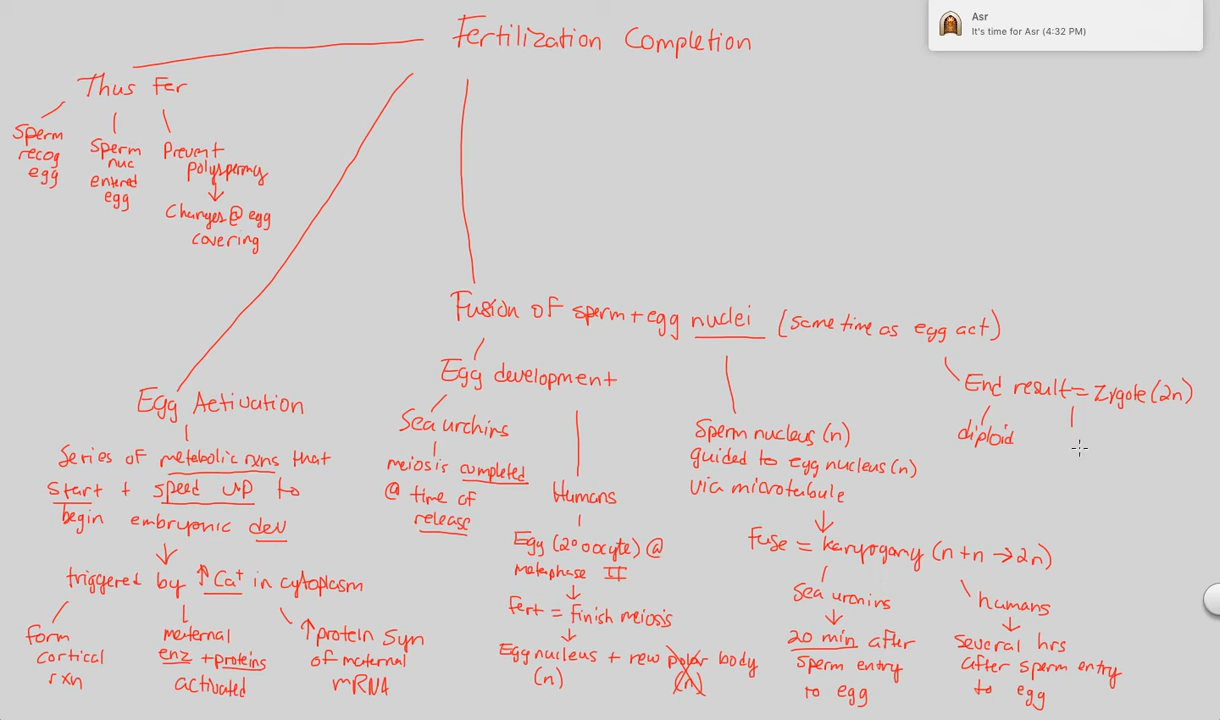 Fertilization Completion
Asr
It's time for Asr (4:32 PM)
Thus Fer
Sperm
recog
egg
Sperm
nuc
entered
egg
Prevent
polyspermy
↓
Changes @ egg
covering
Fusion of sperm + egg nuclei (same time as egg act)
Egg Activation
Series of metabolic rxns that
start + speed up to
begin embryonic dev
↓
triggered by ↑ Ca+ in cytoplasm
form
cortical
rxn
maternal
enz + proteins
activated
↑ protein syn
of maternal
mRNA
Egg development
Sea urchins
meiosis completed
@ time of
release
Humans
Egg (2° oocyte) @
metaphase II
↓
fert = finish meiosis
↓
Egg nucleus + new polar body
(n) (n)
Sperm nucleus (n)
guided to egg nucleus (n)
via microtubule
↓
Fuse = karyogamy (n + n → 2n)
Sea urchins
↓
20 min after
sperm entry
to egg
humans
↓
several hrs
after sperm entry
to egg
End result = Zygote (2n)
diploid